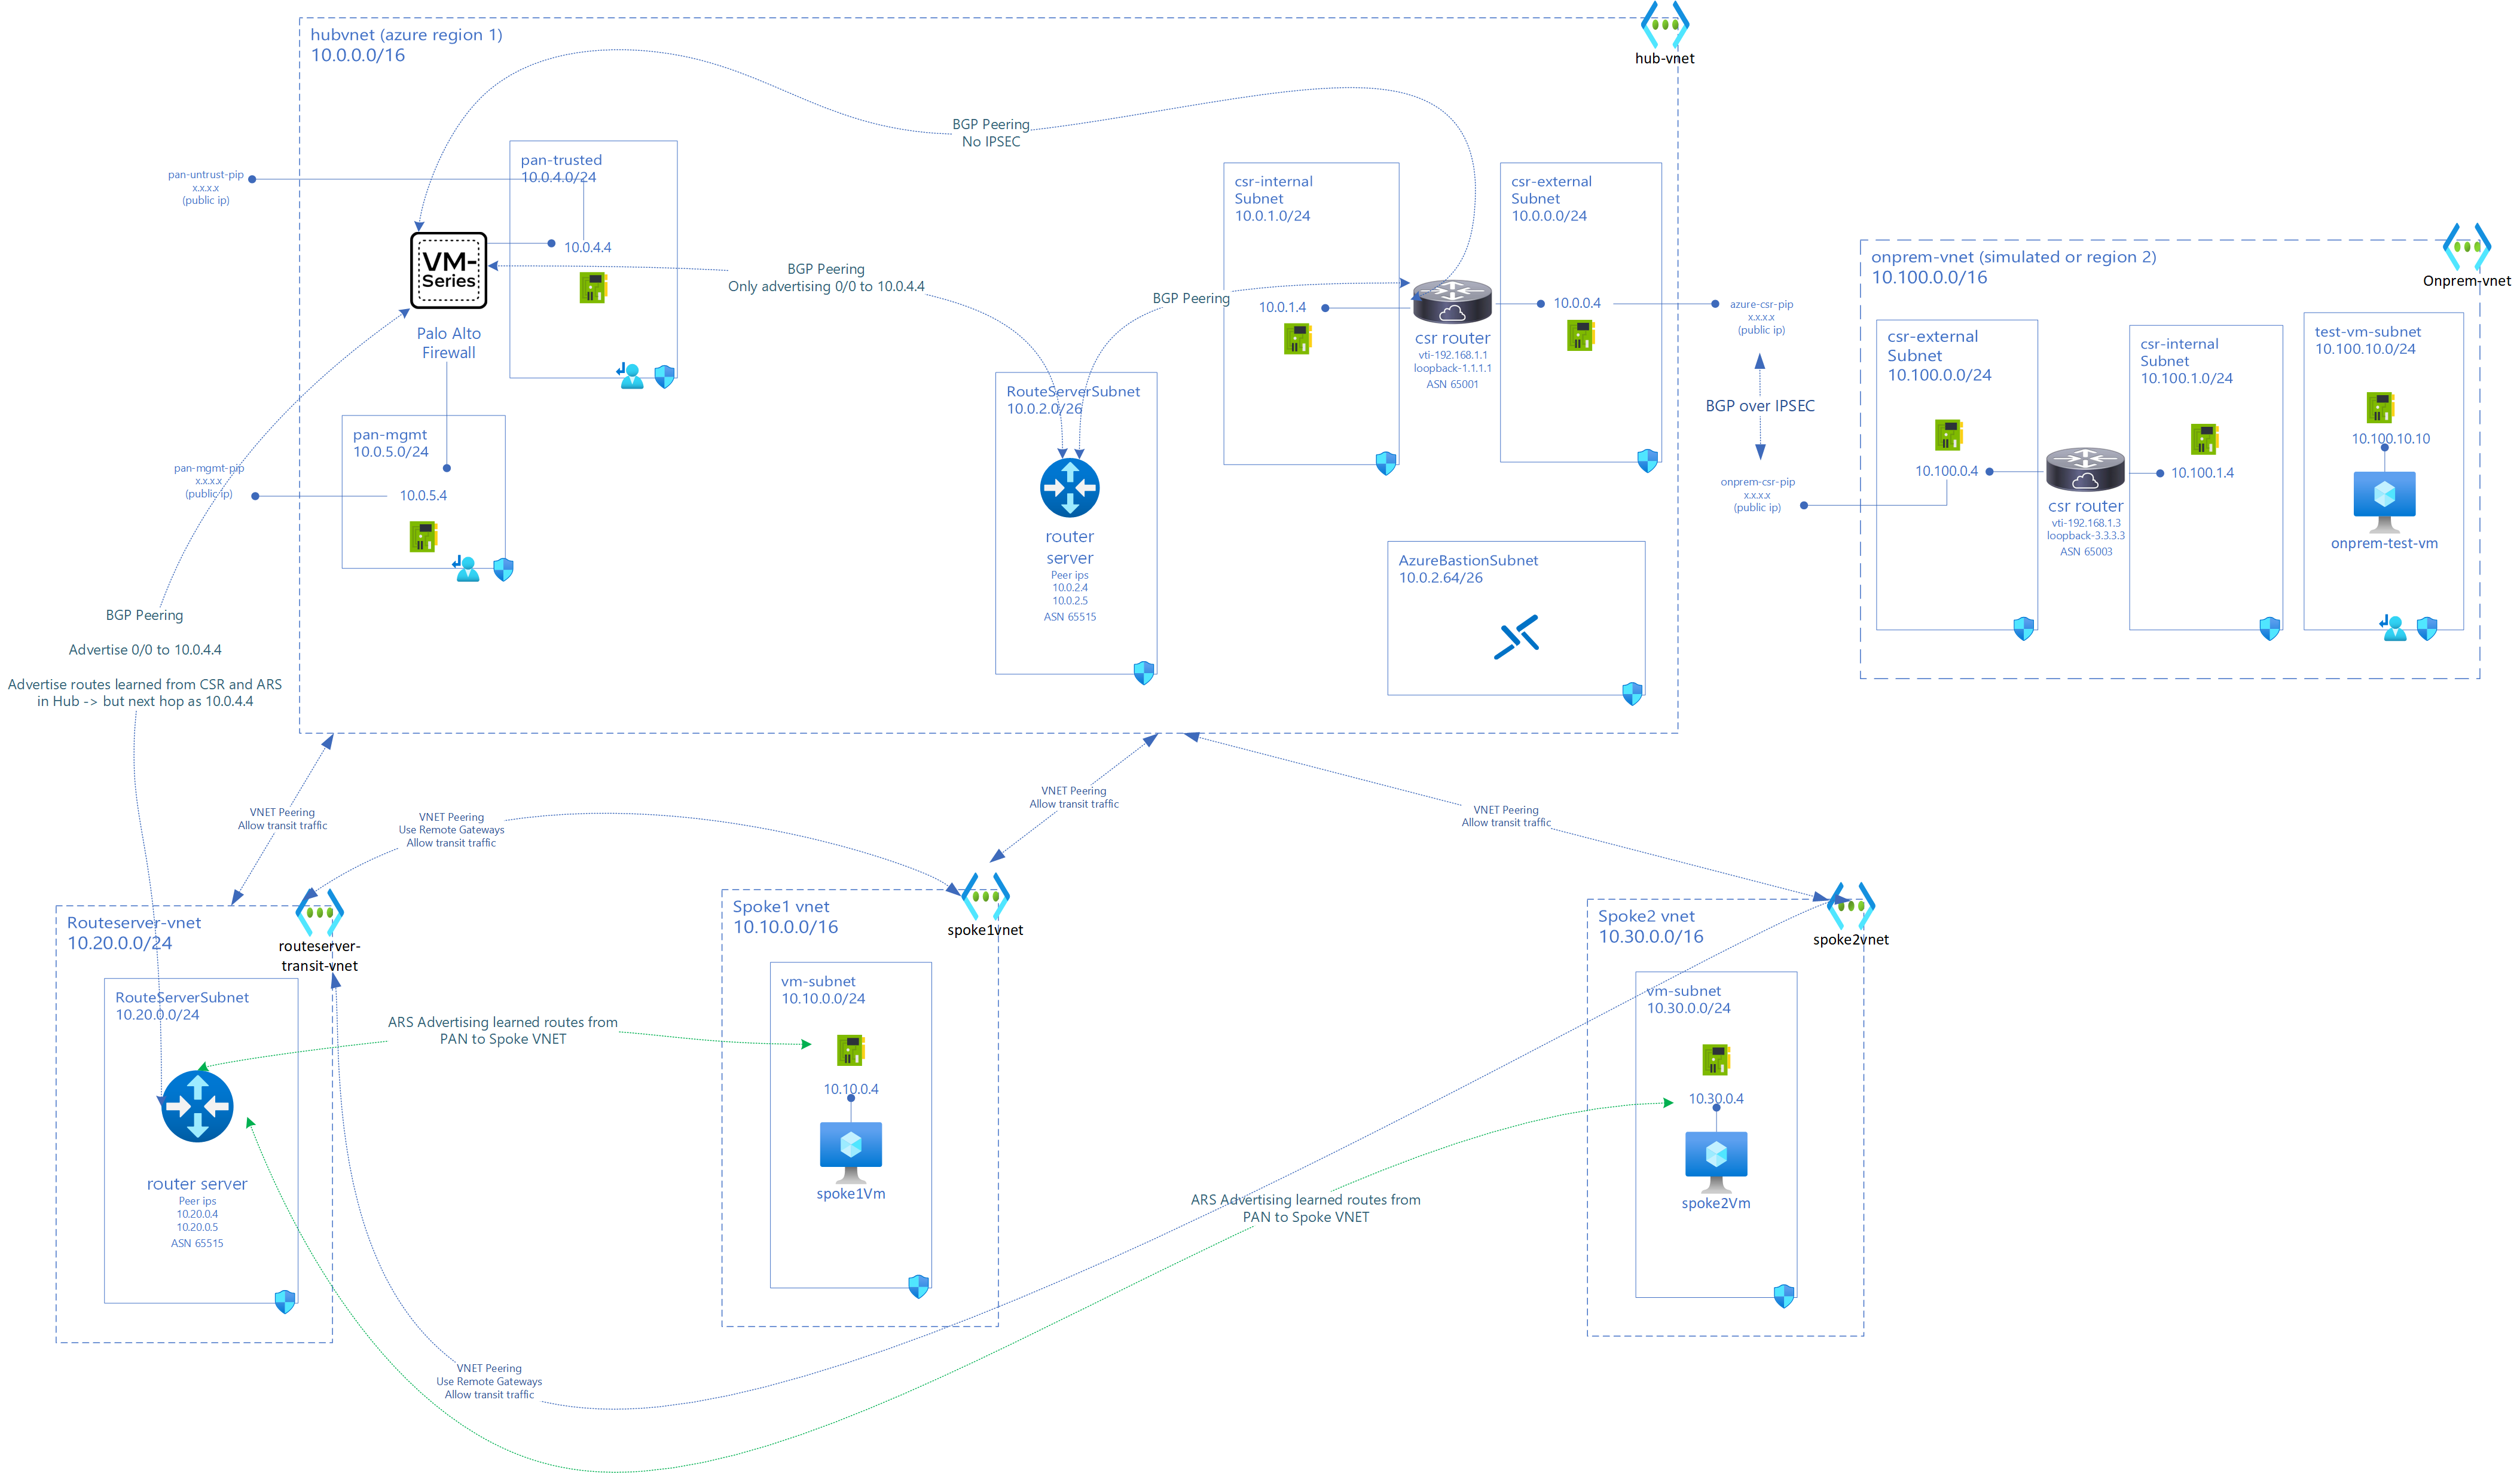 hubvnet (azure region 1)
10.0.0.0/16
hub-vnet
BGP Peering
No IPSEC
pan-trusted
10.0.4.0/24
pan-untrust-pip
x.x.x.x
(public ip)
10.0.4.4
VM-
Series
Palo Alto
Firewall
BGP Peering
Only advertising 0/0 to 10.0.4.4
BGP Peering
csr-internal
Subnet
10.0.1.0/24
10.0.1.4
csr-external
Subnet
10.0.0.0/24
10.0.0.4
csr router
vti-192.168.1.1
loopback-1.1.1.1
ASN 65001
azure-csr-pip
x.x.x.x
(public ip)
BGP over IPSEC
onprem-csr-pip
x.x.x.x
(public ip)
onprem-vnet (simulated or region 2)
10.100.0.0/16
Onprem-vnet
csr-external
Subnet
10.100.0.0/24
10.100.0.4
csr router
vti-192.168.1.3
loopback-3.3.3.3
ASN 65003
csr-internal
Subnet
10.100.1.0/24
10.100.1.4
test-vm-subnet
10.100.10.0/24
10.100.10.10
onprem-test-vm
pan-mgmt
10.0.5.0/24
10.0.5.4
pan-mgmt-pip
x.x.x.x
(public ip)
RouteServerSubnet
10.0.2.0/26
router
server
Peer ips
10.0.2.4
10.0.2.5
ASN 65515
AzureBastionSubnet
10.0.2.64/26
BGP Peering
Advertise 0/0 to 10.0.4.4
Advertise routes learned from CSR and ARS
in Hub -> but next hop as 10.0.4.4
VNET Peering
Allow transit traffic
VNET Peering
Use Remote Gateways
Allow transit traffic
VNET Peering
Allow transit traffic
VNET Peering
Allow transit traffic
Routeserver-vnet
10.20.0.0/24
routeserver-
transit-vnet
RouteServerSubnet
10.20.0.0/24
router server
Peer ips
10.20.0.4
10.20.0.5
ASN 65515
ARS Advertising learned routes from
PAN to Spoke VNET
Spoke1 vnet
10.10.0.0/16
spoke1vnet
vm-subnet
10.10.0.0/24
10.10.0.4
spoke1Vm
Spoke2 vnet
10.30.0.0/16
spoke2vnet
vm-subnet
10.30.0.0/24
10.30.0.4
spoke2Vm
ARS Advertising learned routes from
PAN to Spoke VNET
VNET Peering
Use Remote Gateways
Allow transit traffic